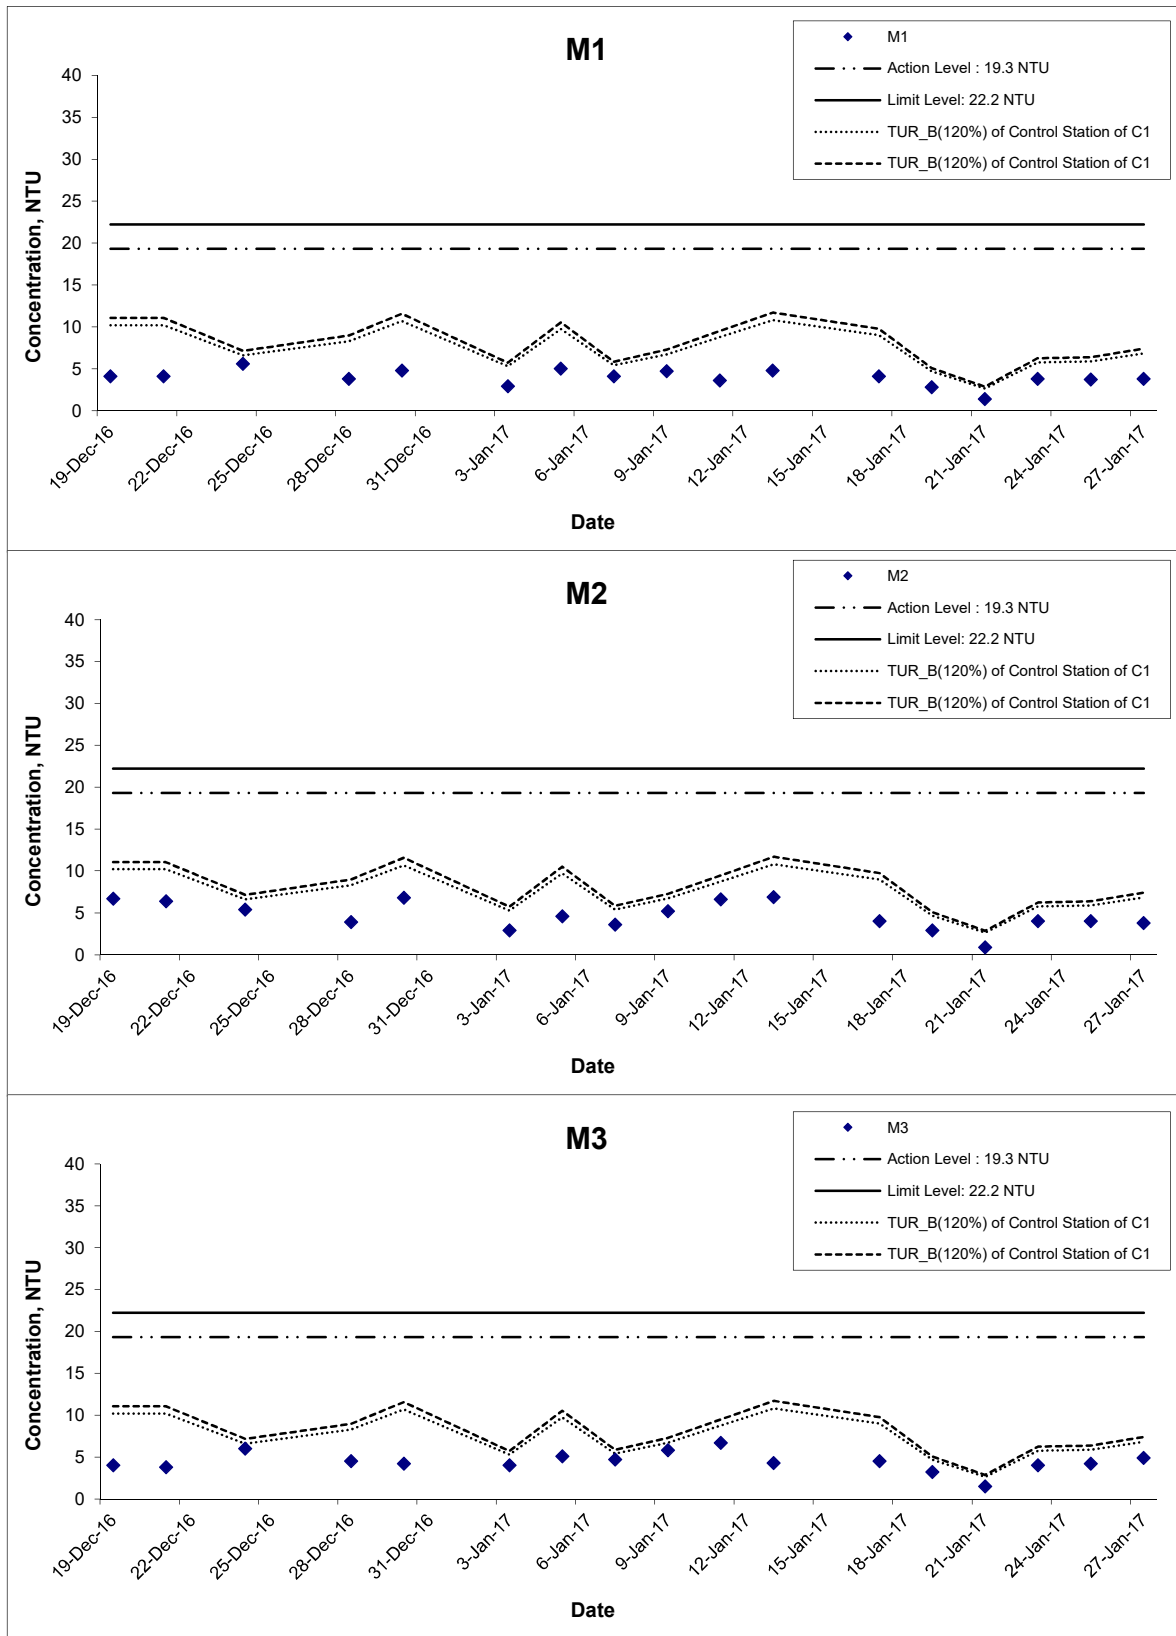 M1
M1
Action Level : 19.3 NTU
Limit Level: 22.2 NTU
TUR_B(120%) of Control Station of C1
TUR_B(120%) of Control Station of C1
Concentration, NTU
40
35
30
25
20
15
10
5
0
19-Dec-16
22-Dec-16
25-Dec-16
28-Dec-16
31-Dec-16
3-Jan-17
6-Jan-17
9-Jan-17
12-Jan-17
15-Jan-17
18-Jan-17
21-Jan-17
24-Jan-17
27-Jan-17
Date
M2
M2
Action Level : 19.3 NTU
Limit Level: 22.2 NTU
TUR_B(120%) of Control Station of C1
TUR_B(120%) of Control Station of C1
Concentration, NTU
40
35
30
25
20
15
10
5
0
19-Dec-16
22-Dec-16
25-Dec-16
28-Dec-16
31-Dec-16
3-Jan-17
6-Jan-17
9-Jan-17
12-Jan-17
15-Jan-17
18-Jan-17
21-Jan-17
24-Jan-17
27-Jan-17
Date
M3
M3
Action Level : 19.3 NTU
Limit Level: 22.2 NTU
TUR_B(120%) of Control Station of C1
TUR_B(120%) of Control Station of C1
Concentration, NTU
40
35
30
25
20
15
10
5
0
19-Dec-16
22-Dec-16
25-Dec-16
28-Dec-16
31-Dec-16
3-Jan-17
6-Jan-17
9-Jan-17
12-Jan-17
15-Jan-17
18-Jan-17
21-Jan-17
24-Jan-17
27-Jan-17
Date